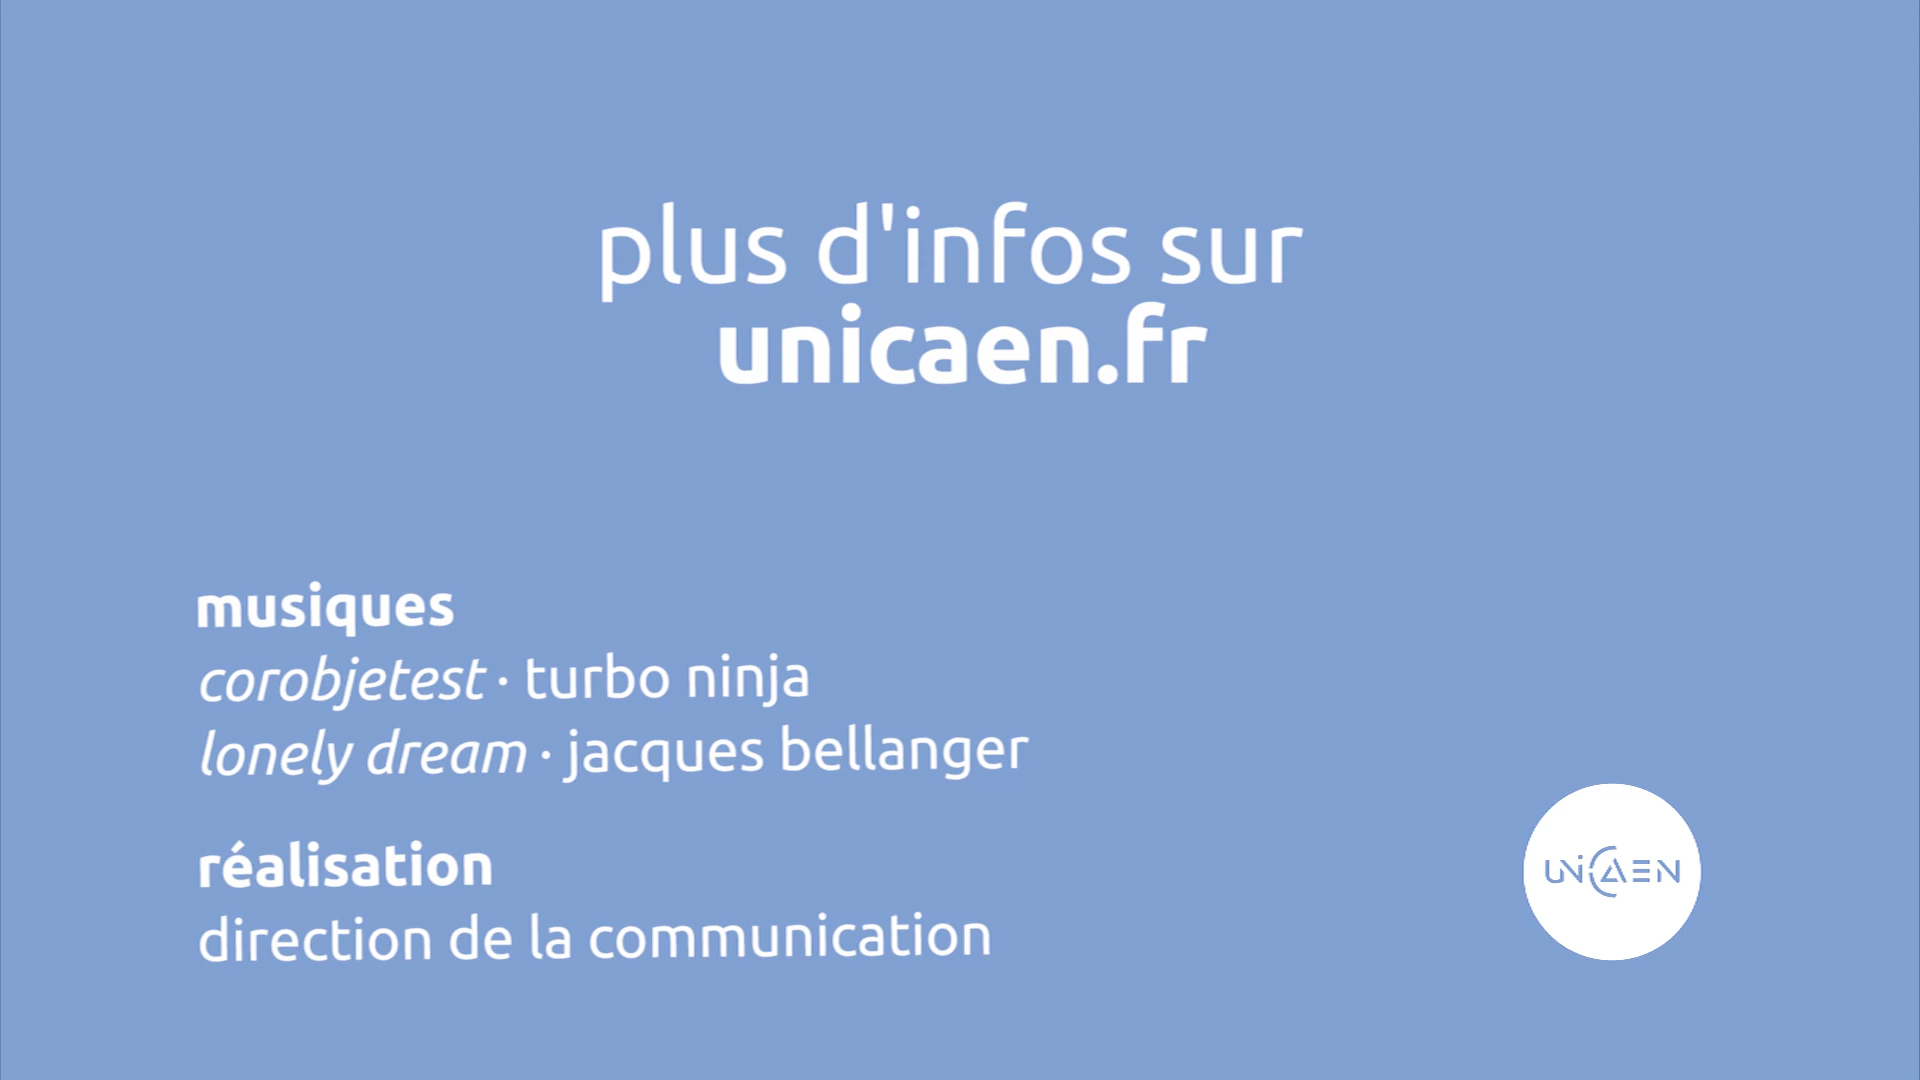 plus d'infos sur
unicaen.fr
musiques
corobjetest · turbo ninja
lonely dream · jacques bellanger
réalisation
direction de la communication
UNICAEN